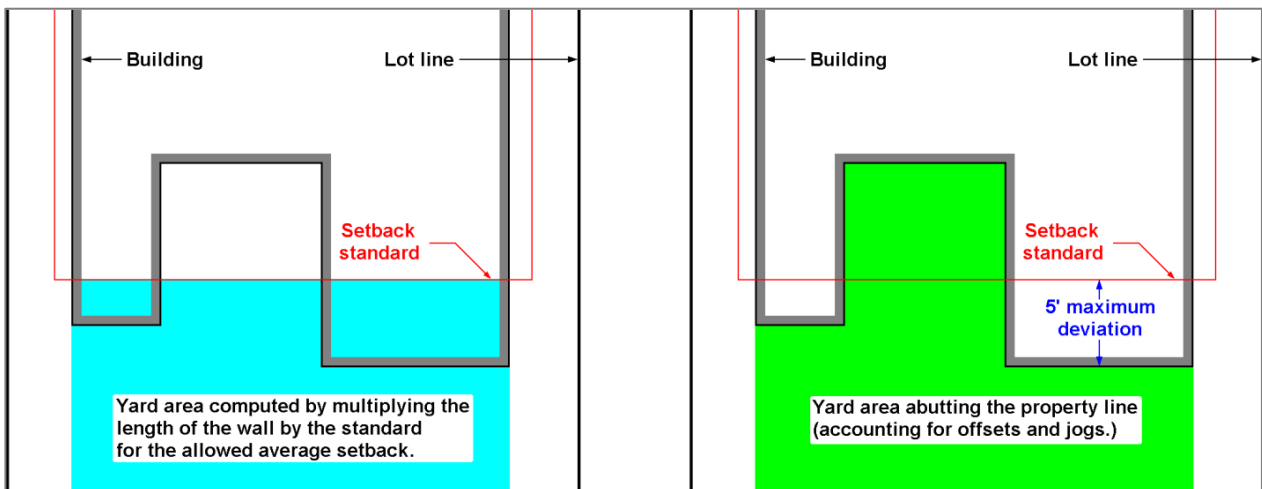 Building
Lot line
Setback
standard
Yard area computed by multiplying the
length of the wall by the standard
for the allowed average setback.
Building
Lot line
Setback
standard
5' maximum
deviation
Yard area abutting the property line
(accounting for offsets and jogs.)